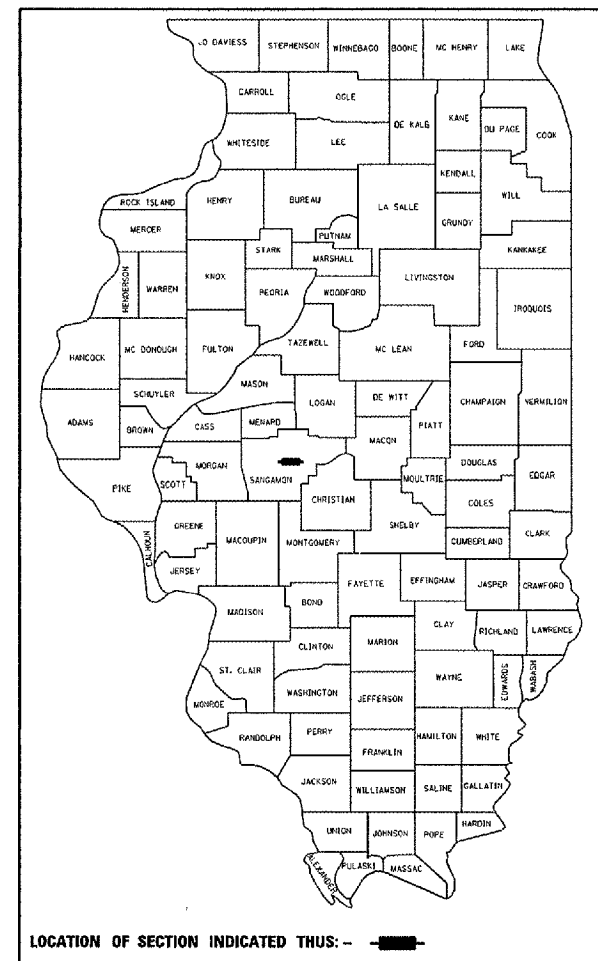 JO DAVIESS STEPHENSON WINNEBAGO BOONE MC HENRY LAKE
CARROLL OGLE DE KALB KANE DU PAGE COOK
WHITESIDE LEE KENDALL WILL
ROCK ISLAND HENRY BUREAU LA SALLE GRUNDY
MERCER PUTNAM KANKAKEE
STARK MARSHALL
HENDERSON WARREN KNOX PEORIA WOODFORD LIVINGSTON IROQUOIS
HANCOCK MC DONOUGH FULTON TAZEWELL MC LEAN FORD
MASON
SCHUYLER LOGAN DE WITT CHAMPAIGN VERMILION
ADAMS BROWN CASS MENARD MACON PIATT
MORGAN DOUGLAS
PIKE SCOTT SANGAMON MOULTRIE EDGAR
CHRISTIAN COLES
GREENE MACOUPIN MONTGOMERY SHELBY CUMBERLAND CLARK
CALHOUN JERSEY
FAYETTE EFFINGHAM JASPER CRAWFORD
MADISON BOND
CLAY RICHLAND LAWRENCE
CLINTON MARION
ST. CLAIR WAYNE EDWARDS WABASH
WASHINGTON JEFFERSON
MONROE
RANDOLPH PERRY HAMILTON WHITE
FRANKLIN
JACKSON WILLIAMSON SALINE GALLATIN
UNION JOHNSON POPE HARDIN
ALEXANDER PULASKI MASSAC
LOCATION OF SECTION INDICATED THUS: -